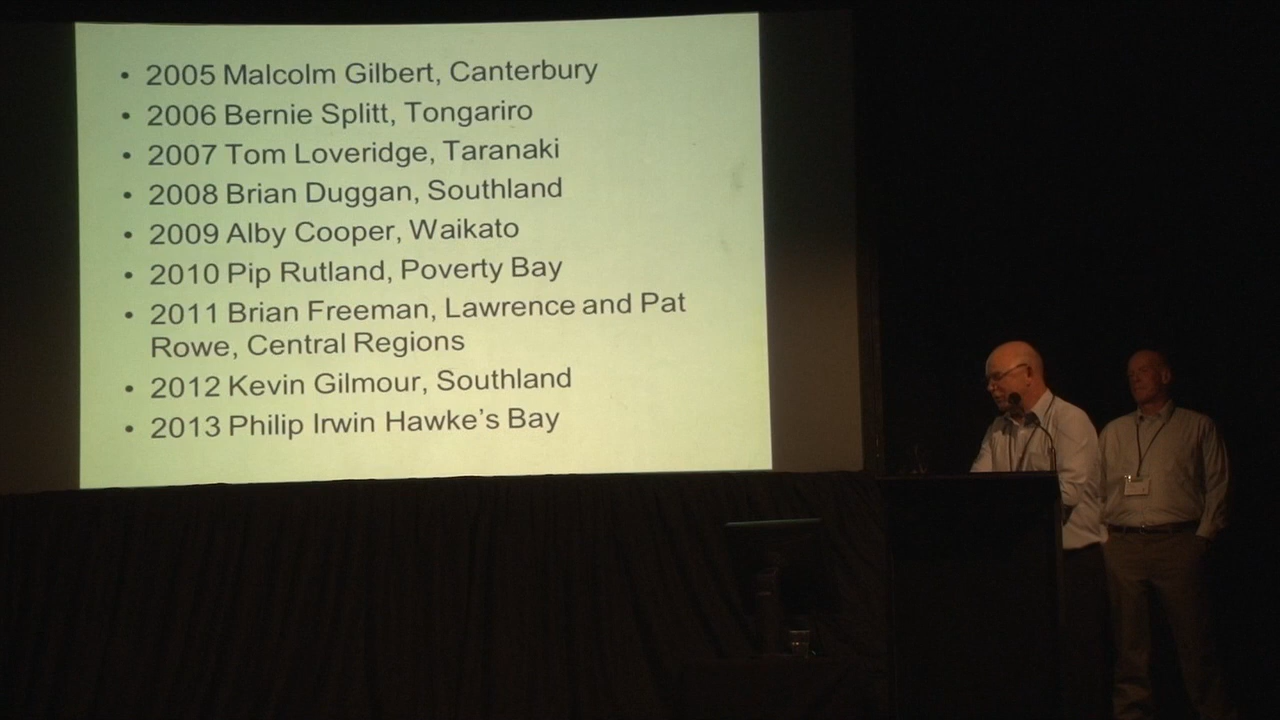 • 2005 Malcolm Gilbert, Canterbury
• 2006 Bernie Splitt, Tongariro
• 2007 Tom Loveridge, Taranaki
• 2008 Brian Duggan, Southland
• 2009 Alby Cooper, Waikato
• 2010 Pip Rutland, Poverty Bay
• 2011 Brian Freeman, Lawrence and Pat
Rowe, Central Regions
• 2012 Kevin Gilmour, Southland
• 2013 Philip Irwin Hawke’s Bay